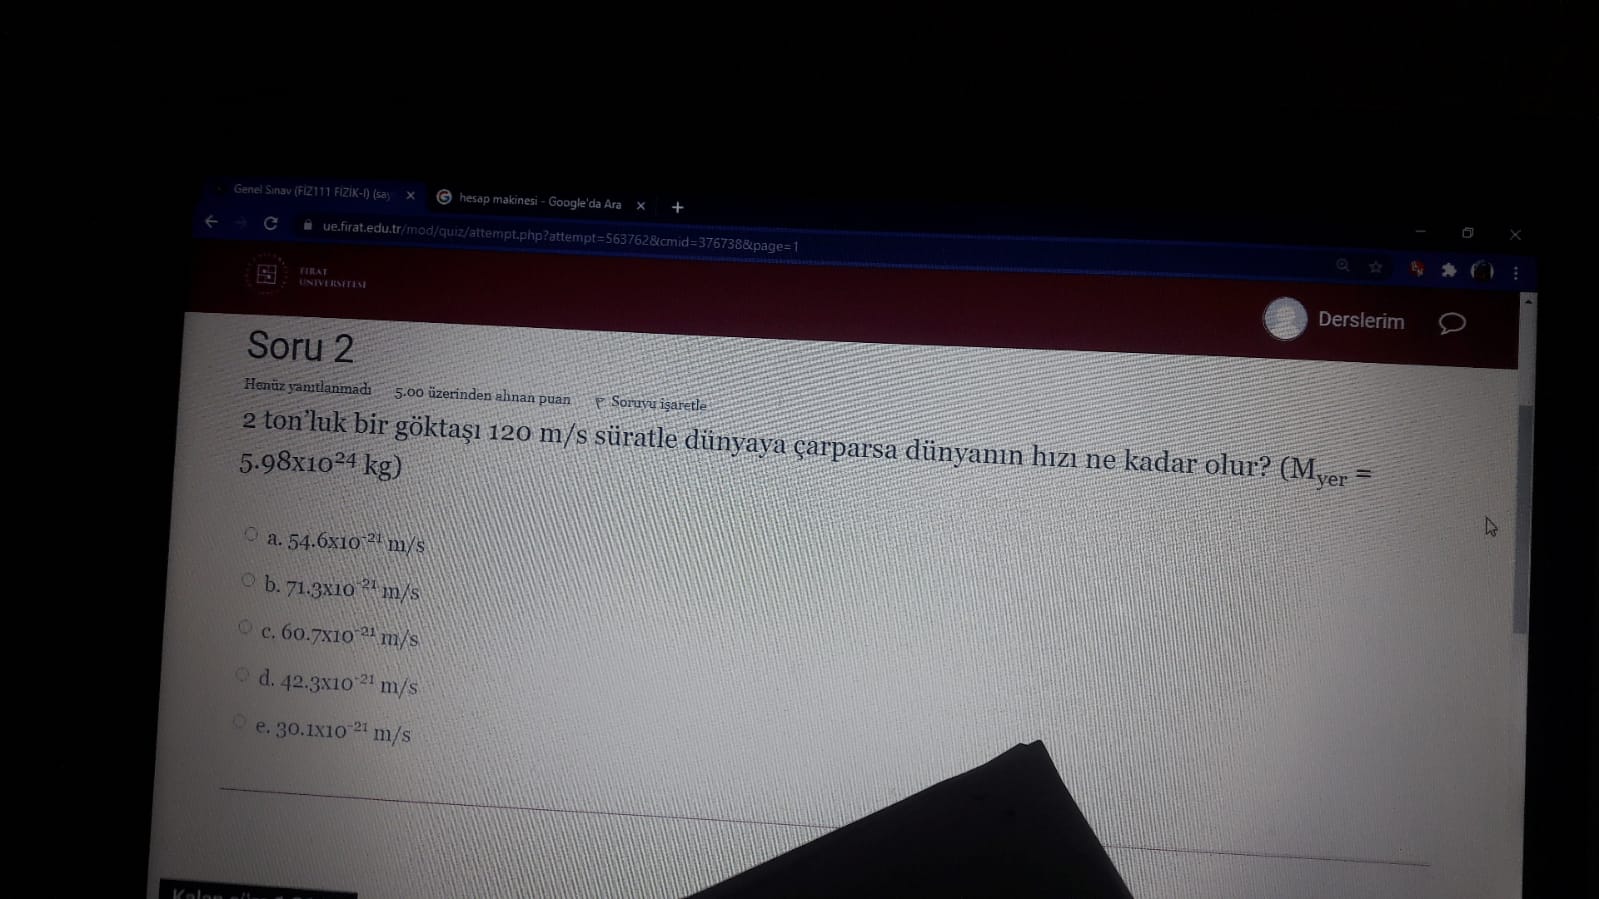 Genel Sınav (FİZ111 FİZİK-I) (say
hesap makinesi - Google'da Ara
ue.firat.edu.tr/mod/quiz/attempt.php?attempt=563762&cmid=376738&page=1
FIRAT
ÜNİVERSİTESİ
Derslerim
Soru 2
Henüz yanıtlanmadı 5.00 üzerinden alınan puan Soruyu işaretle
2 ton'luk bir göktaşı 120 m/s süratle dünyaya çarparsa dünyanın hızı ne kadar olur? (Myer =
5.98x10²⁴ kg)
a. 54.6x10⁻²¹ m/s
b. 71.3x10⁻²¹ m/s
c. 60.7x10⁻²¹ m/s
d. 42.3x10⁻²¹ m/s
e. 30.1x10⁻²¹ m/s